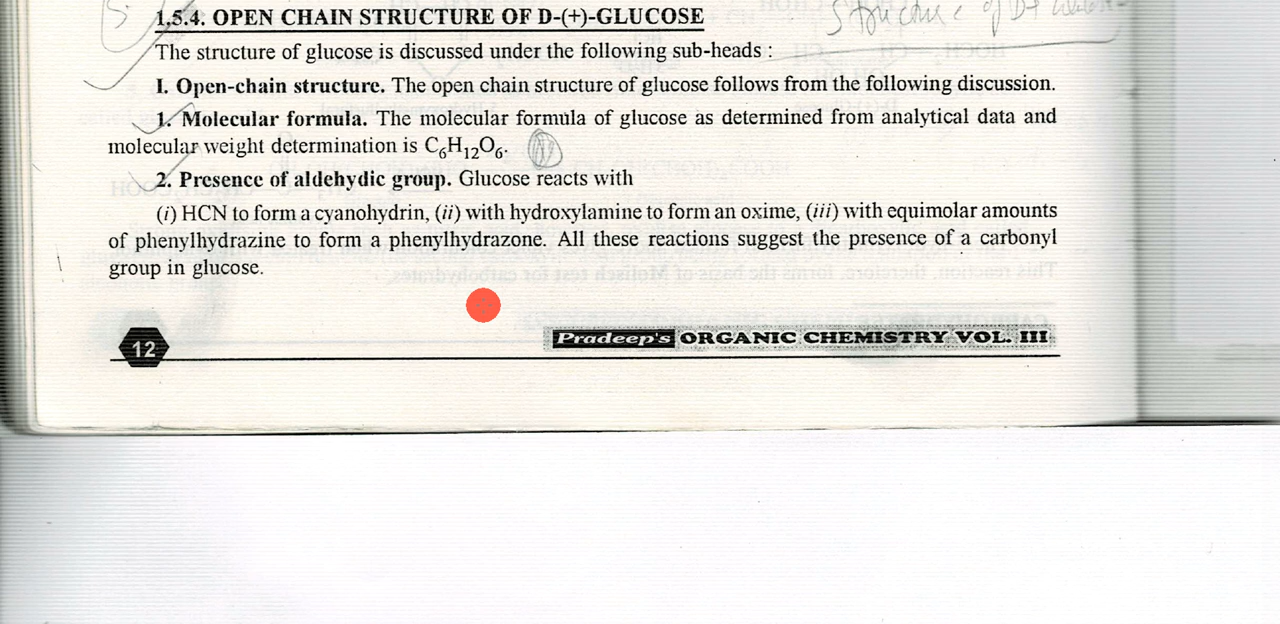 Structure of D+
1.5.4. OPEN CHAIN STRUCTURE OF D-(+)-GLUCOSE
The structure of glucose is discussed under the following sub-heads :
I. Open-chain structure. The open chain structure of glucose follows from the following discussion.
1. Molecular formula. The molecular formula of glucose as determined from analytical data and
molecular weight determination is C₆H₁₂O₆.
2. Presence of aldehydic group. Glucose reacts with
(i) HCN to form a cyanohydrin, (ii) with hydroxylamine to form an oxime, (iii) with equimolar amounts
of phenylhydrazine to form a phenylhydrazone. All these reactions suggest the presence of a carbonyl
group in glucose.
12
Pradeep's ORGANIC CHEMISTRY VOL. III